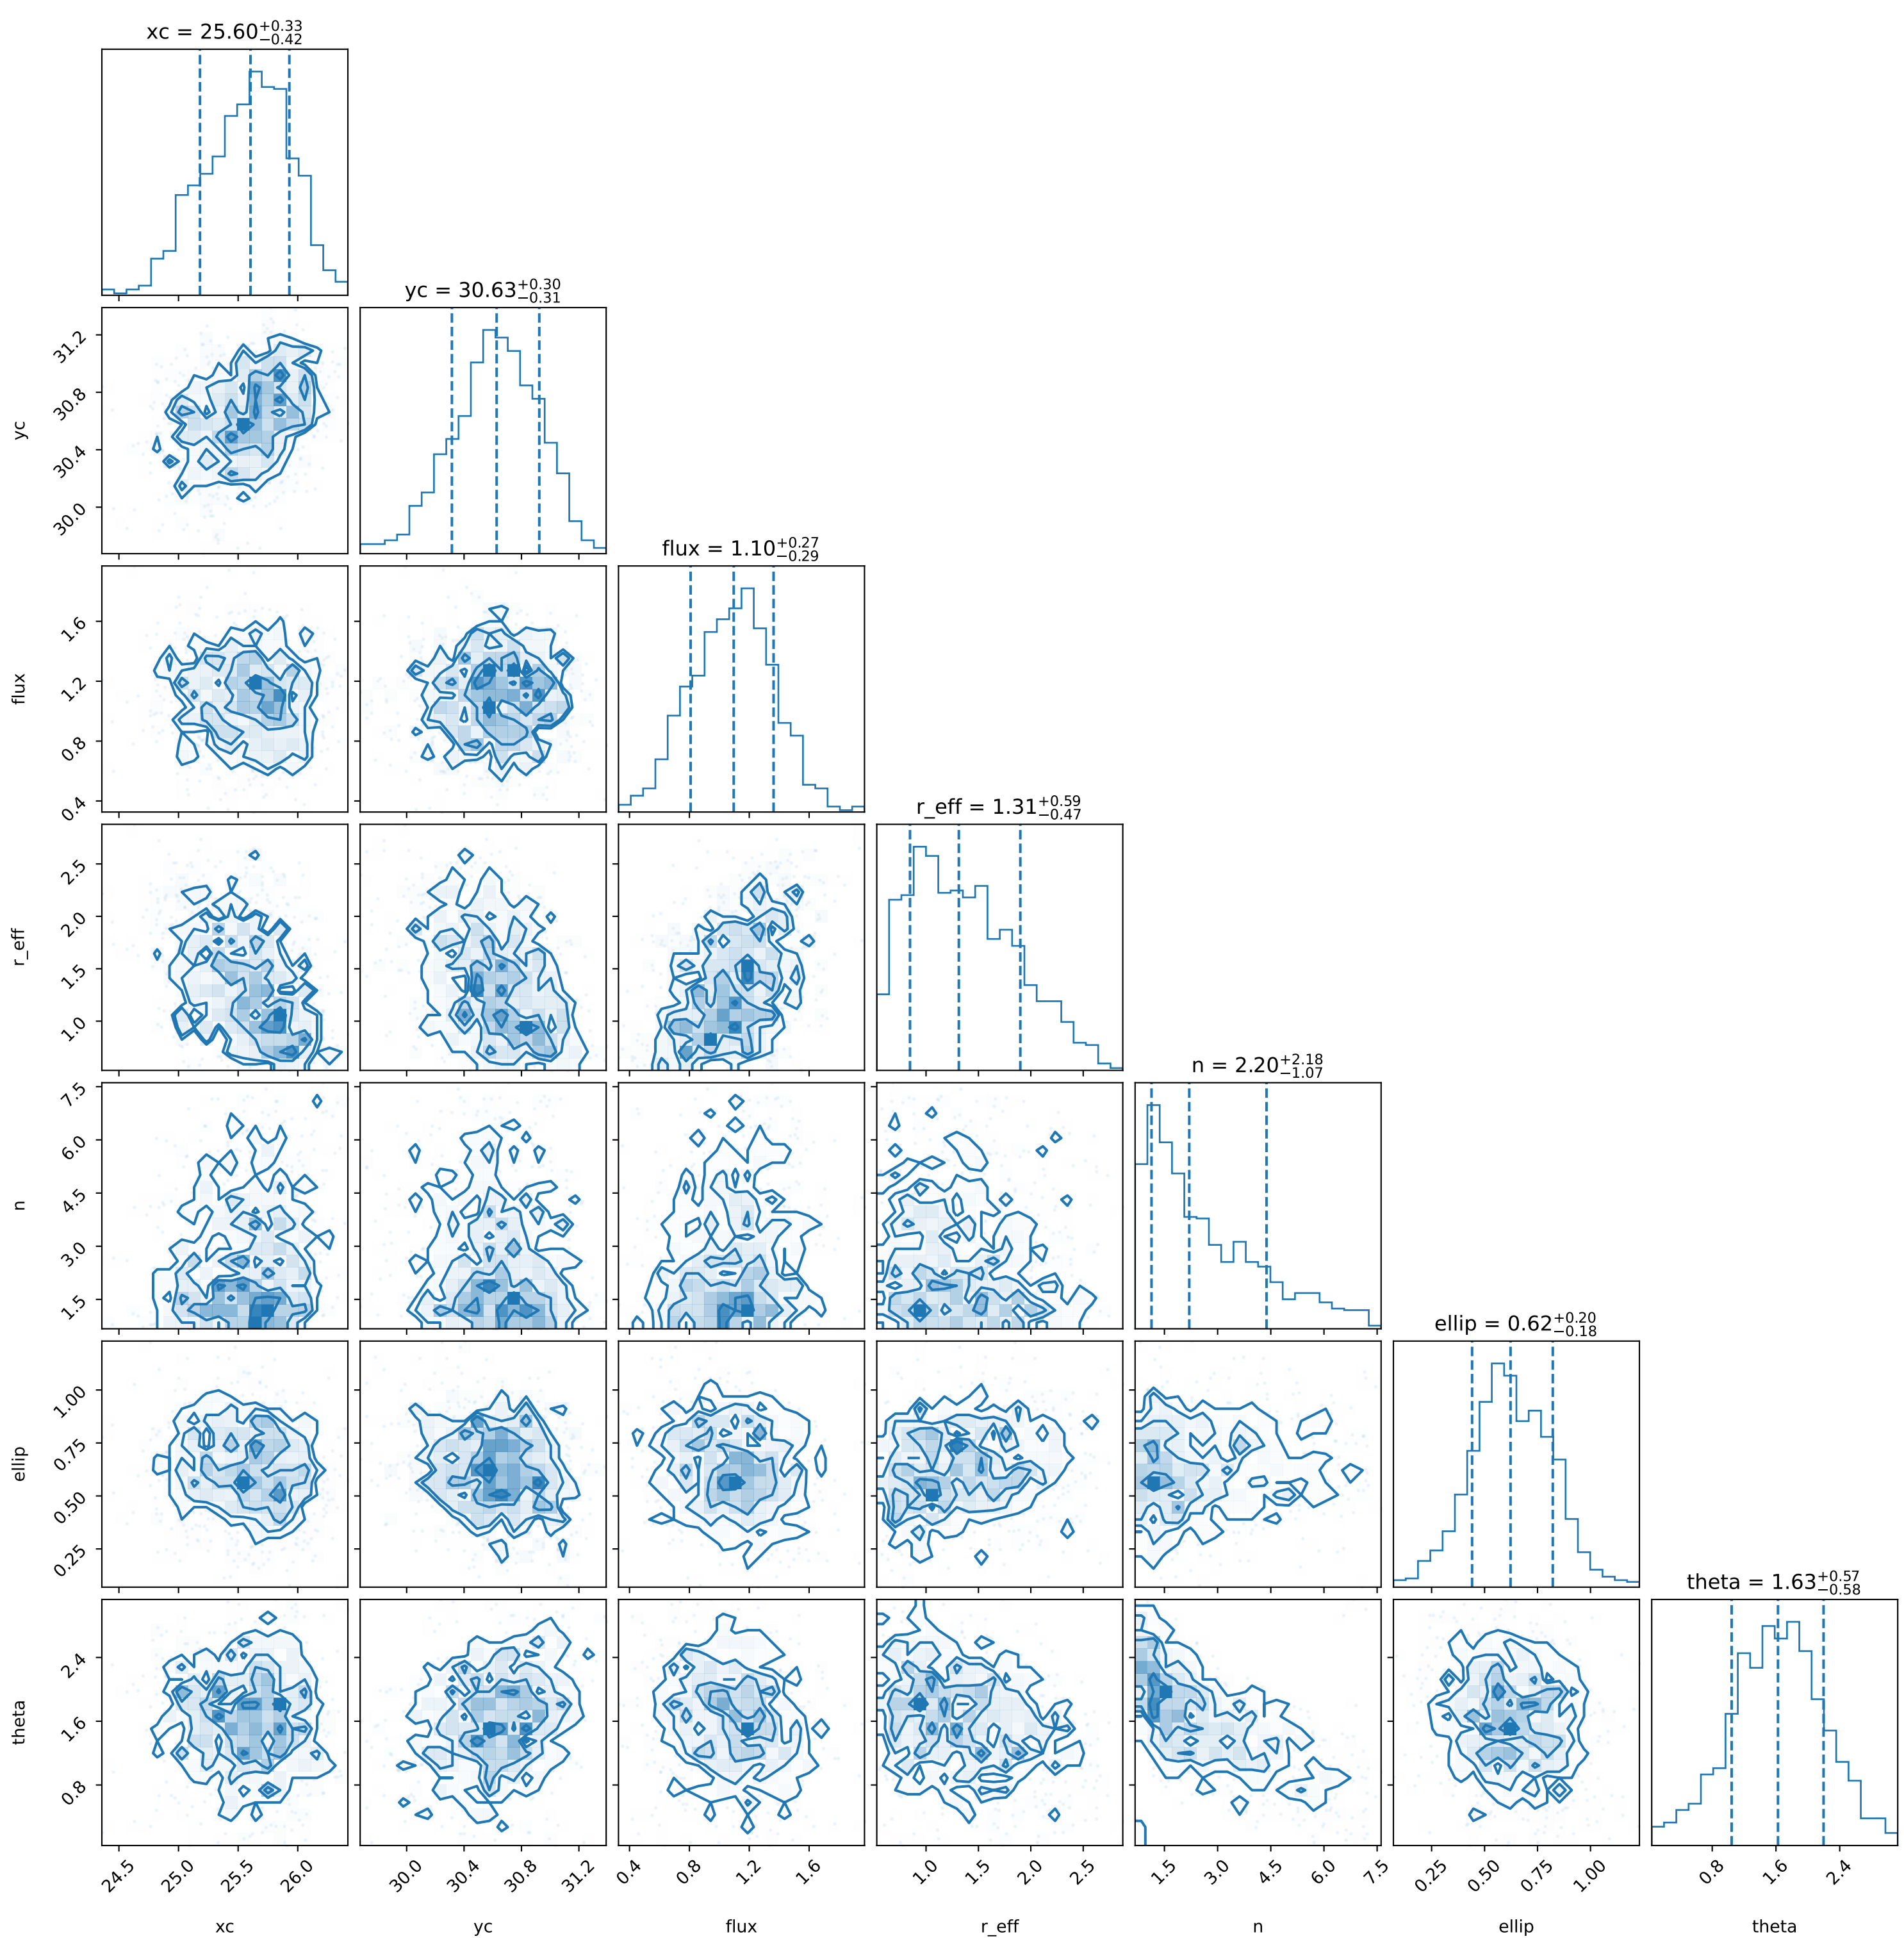 xc = 25.60+0.33−0.42
yc = 30.63+0.30−0.31
31.2
30.8
30.4
30.0
yc
flux = 1.10+0.27−0.29
1.6
1.2
0.8
0.4
flux
r_eff = 1.31+0.59−0.47
2.5
2.0
1.5
1.0
r_eff
n = 2.20+2.18−1.07
7.5
6.0
4.5
3.0
1.5
n
ellip = 0.62+0.20−0.18
1.00
0.75
0.50
0.25
ellip
theta = 1.63+0.57−0.58
2.4
1.6
0.8
theta
24.5 25.0 25.5 26.0 30.0 30.4 30.8 31.2 0.4 0.8 1.2 1.6 1.0 1.5 2.0 2.5 1.5 3.0 4.5 6.0 7.5 0.25 0.50 0.75 1.00 0.8 1.6 2.4
xc yc flux r_eff n ellip theta